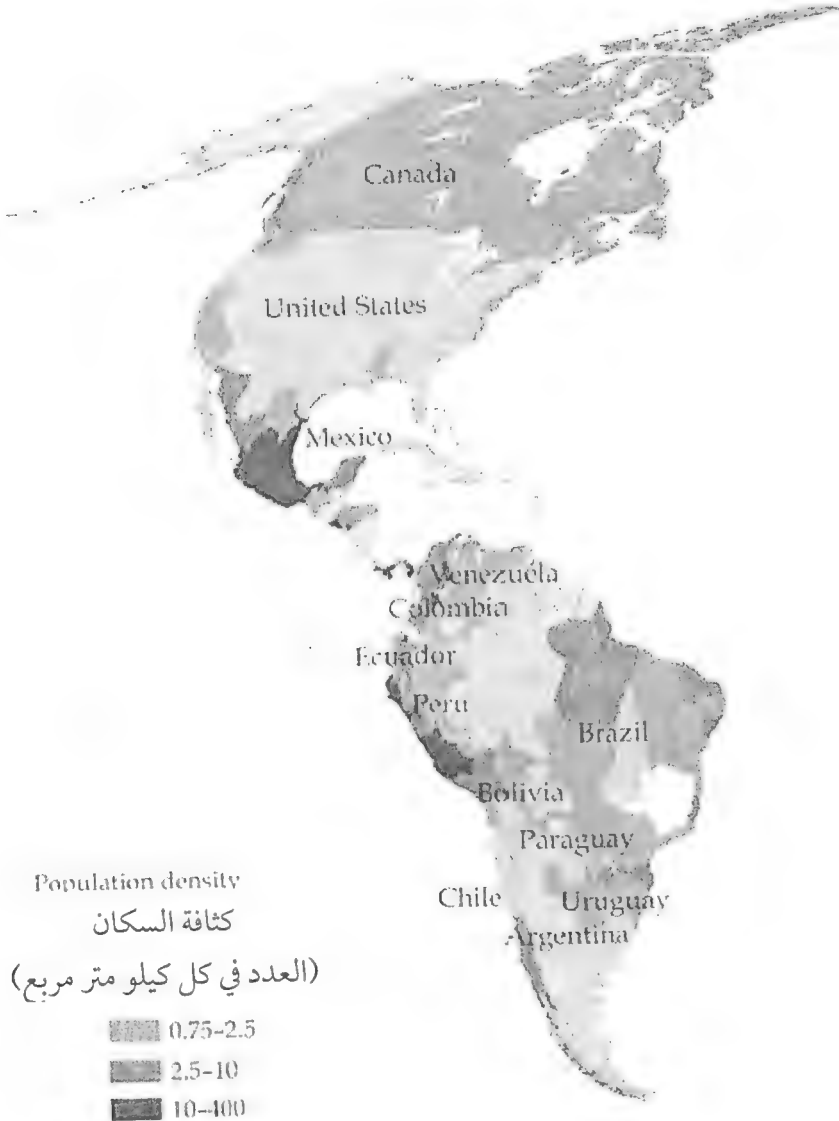 Canada
United States
Mexico
Venezuela
Colombia
Ecuador
Peru
Brazil
Bolivia
Paraguay
Chile
Uruguay
Argentina
Population density
كثافة السكان
(العدد في كل كيلو متر مربع)
0.75-2.5
2.5-10
10-400